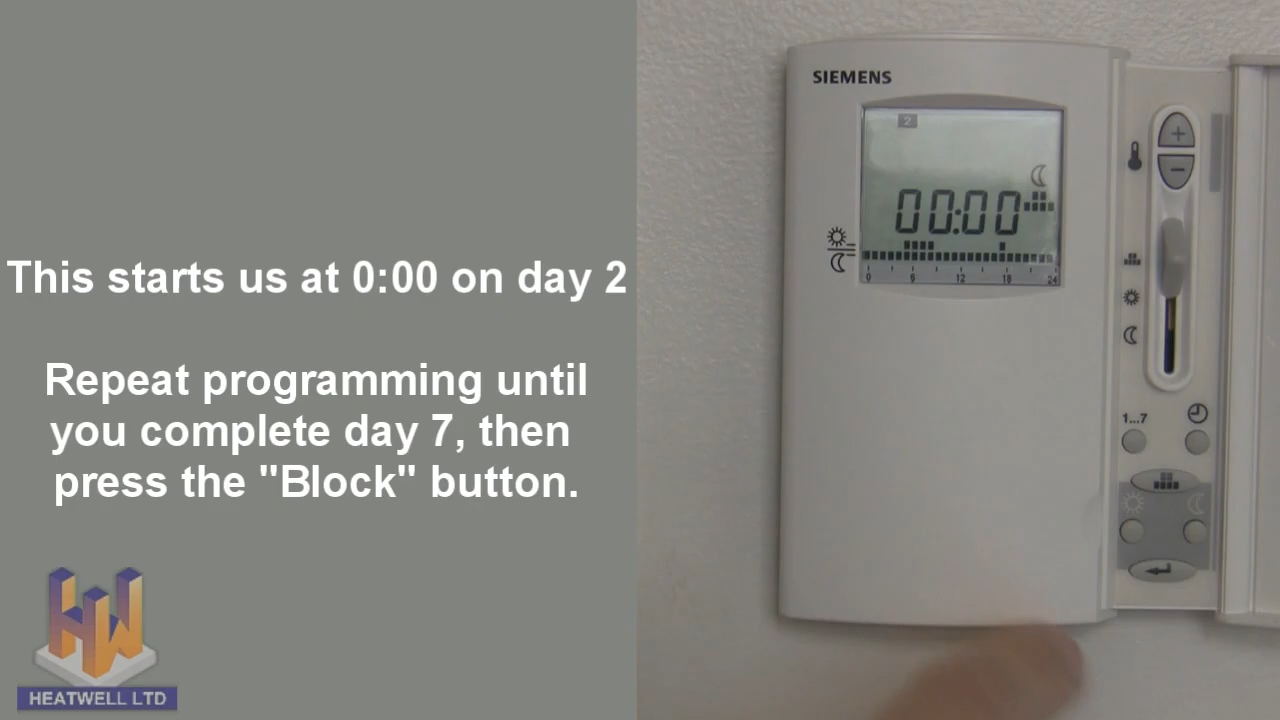 This starts us at 0:00 on day 2
Repeat programming until
you complete day 7, then
press the "Block" button.
HW
HEATWELL LTD
SIEMENS
2
00:00
0 6 12 18 24
+
−
1...7